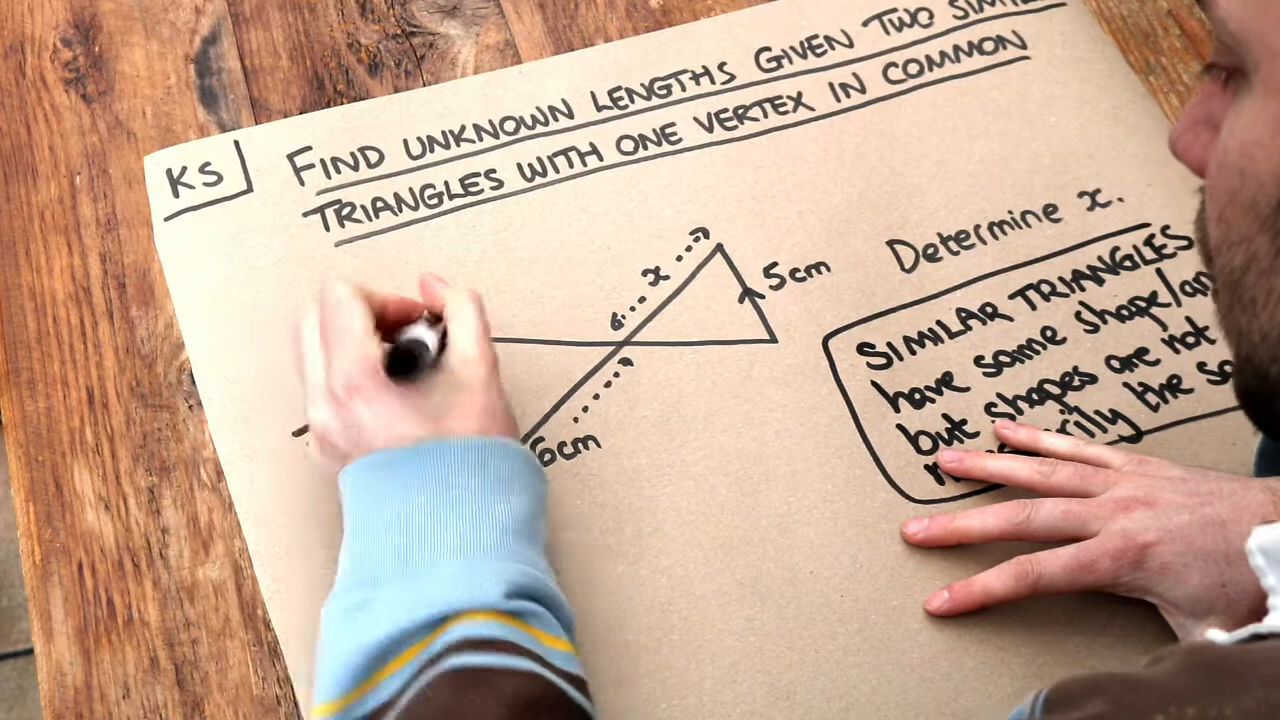 KS
FIND UNKNOWN LENGTHS GIVEN TWO
TRIANGLES WITH ONE VERTEX IN COMMON
Determine x.
x
5cm
6cm
SIMILAR TRIANGLES
have same shape/
but shapes are not
the